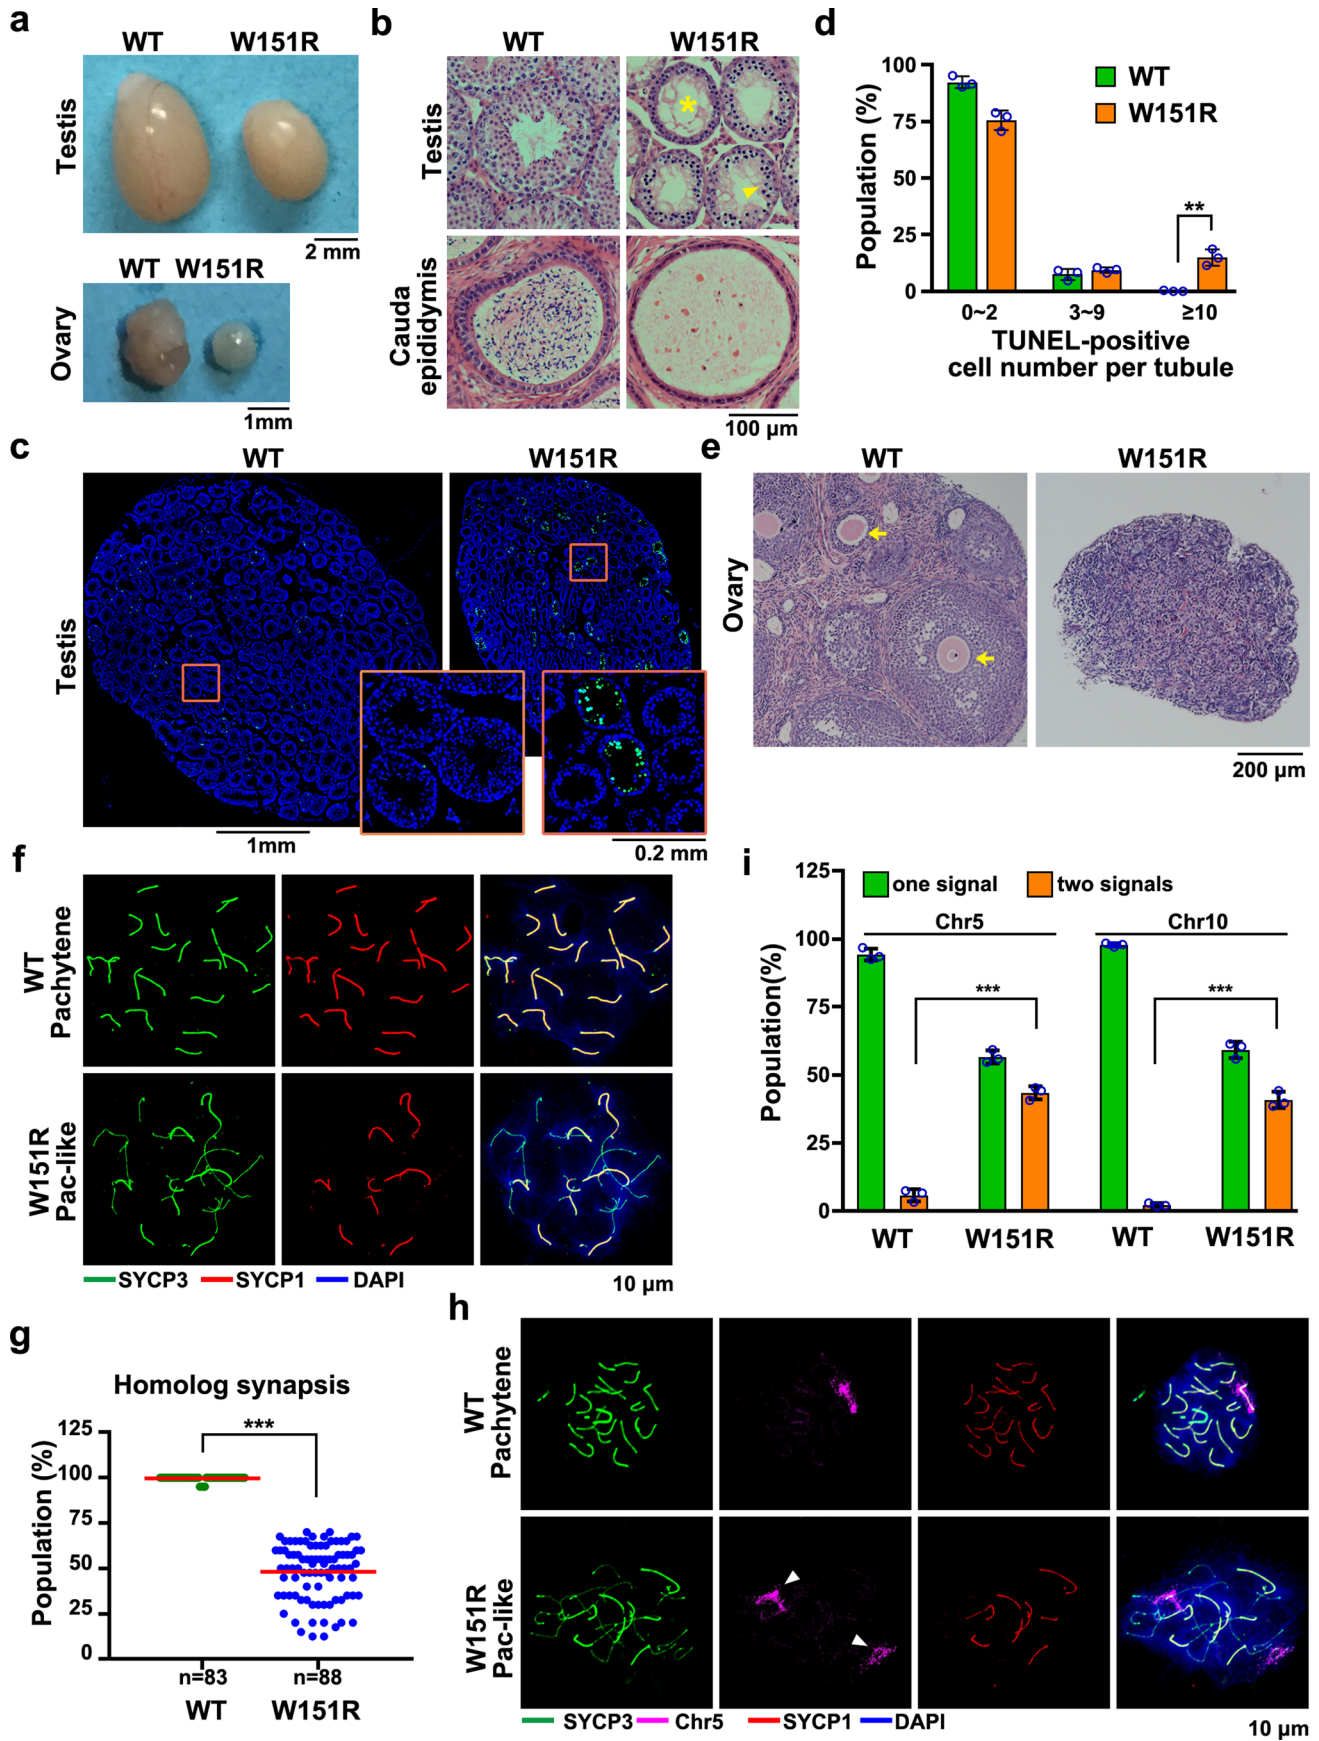 a
WT
W151R
Testis
2 mm
WT W151R
Ovary
1mm
b
WT
W151R
Testis
Cauda
epididymis
100 µm
d
100
75
50
25
0
Population (%)
WT
W151R
**
0~2
3~9
≥10
TUNEL-positive
cell number per tubule
c
WT
W151R
Testis
1mm
0.2 mm
e
WT
W151R
Ovary
200 µm
f
WT
Pachytene
W151R
Pac-like
SYCP3 SYCP1 DAPI
10 µm
i
125
100
75
50
25
0
Population(%)
one signal
two signals
Chr5
Chr10
***
***
WT
W151R
WT
W151R
g
Homolog synapsis
***
125
100
75
50
25
0
Population (%)
n=83
n=88
WT
W151R
h
WT
Pachytene
W151R
Pac-like
SYCP3 Chr5 SYCP1 DAPI
10 µm